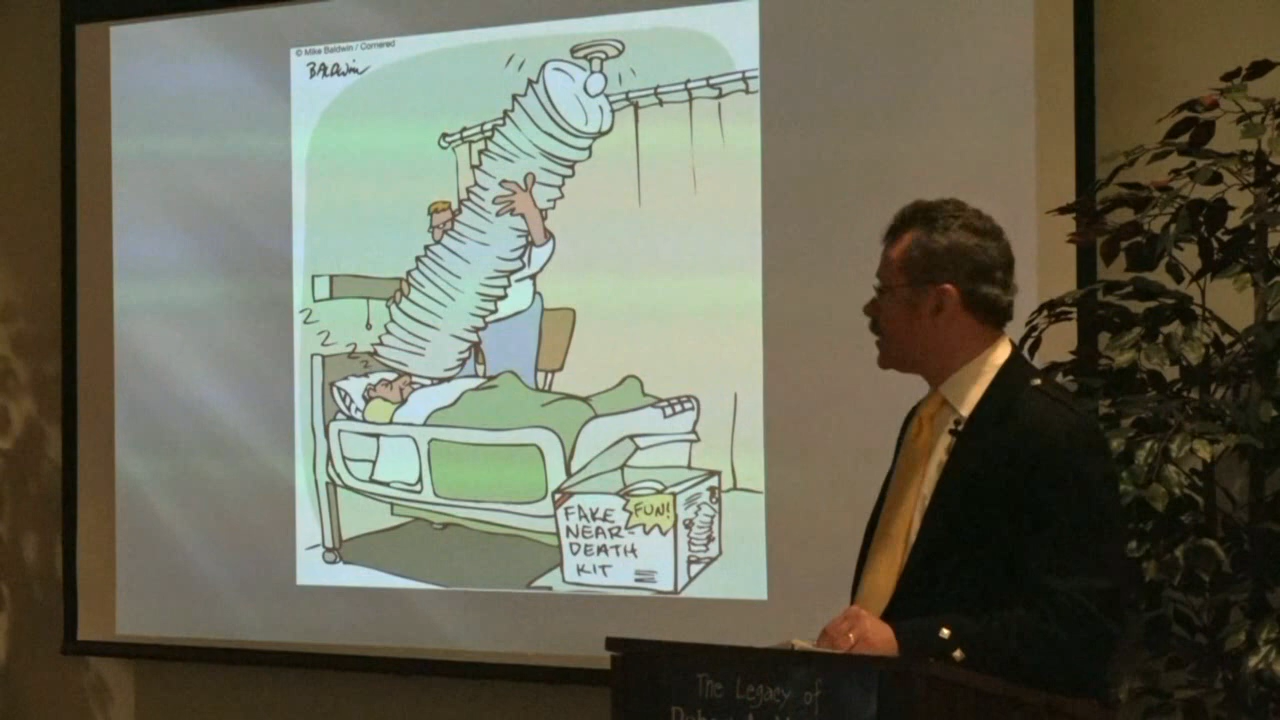 © Mike Baldwin / Cornered
BALDWIN
Z
Z
Z
Z
Z
FUN!
FAKE
NEAR-
DEATH
KIT
The Legacy of